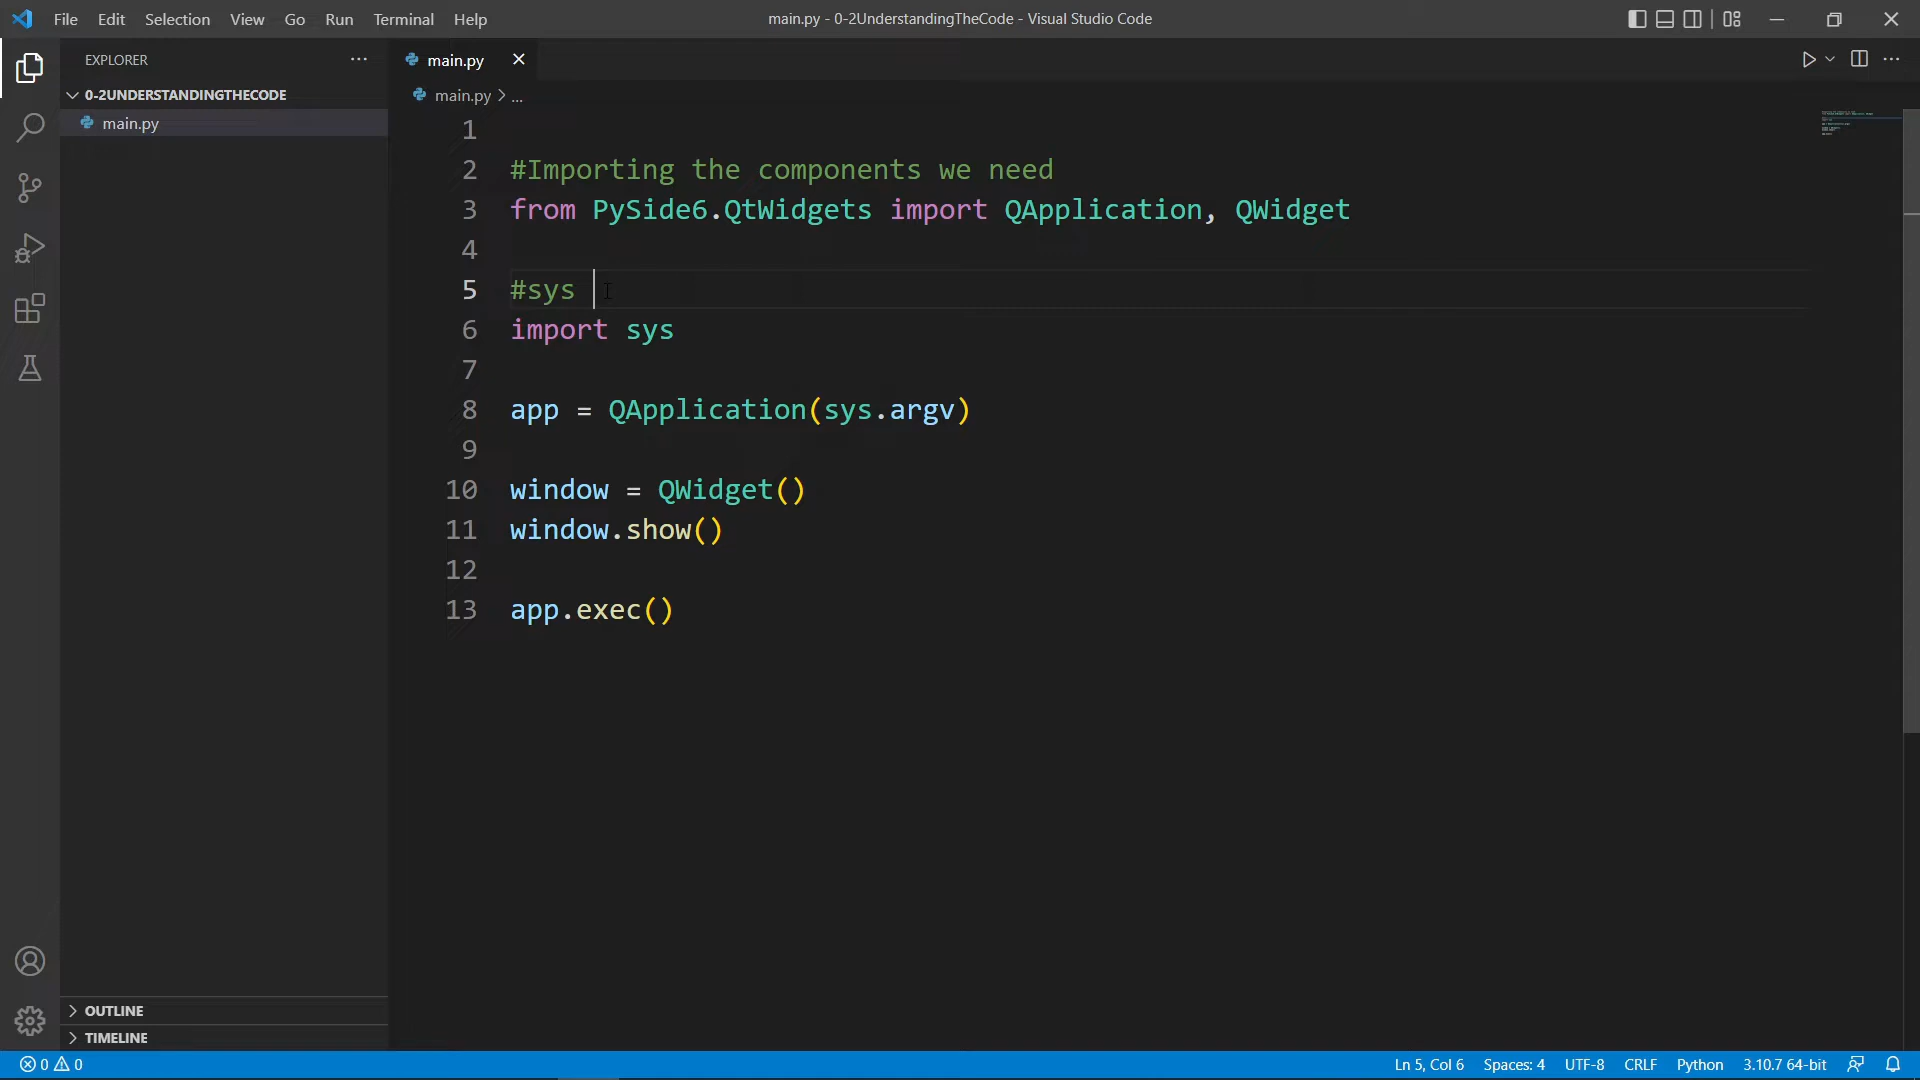 File Edit Selection View Go Run Terminal Help
main.py - 0-2UnderstandingTheCode - Visual Studio Code
EXPLORER
0-2UNDERSTANDINGTHECODE
main.py
OUTLINE
TIMELINE
main.py
main.py > ...
1
2 #Importing the components we need
3 from PySide6.QtWidgets import QApplication, QWidget
4
5 #sys
6 import sys
7
8 app = QApplication(sys.argv)
9
10 window = QWidget()
11 window.show()
12
13 app.exec()
0 0
Ln 5, Col 6 Spaces: 4 UTF-8 CRLF Python 3.10.7 64-bit